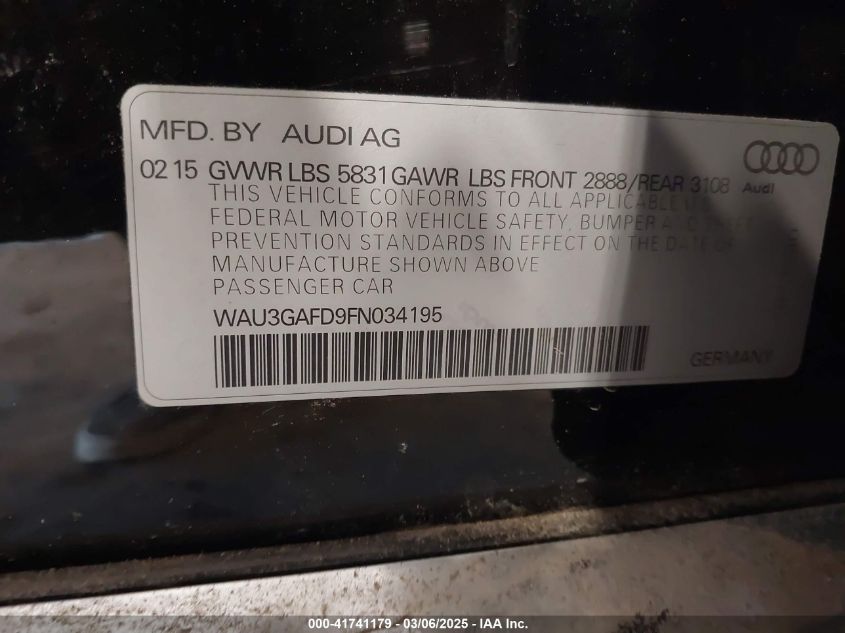 MFD. BY AUDI AG
Audi
02 15 GVWR LBS 5831 GAWR LBS FRONT 2888/REAR 3108
THIS VEHICLE CONFORMS TO ALL APPLICABLE U.S.
FEDERAL MOTOR VEHICLE SAFETY, BUMPER AND THEFT
PREVENTION STANDARDS IN EFFECT ON THE DATE OF
MANUFACTURE SHOWN ABOVE
PASSENGER CAR
WAU3GAFD9FN034195
GERMANY
000-41741179 - 03/06/2025 - IAA Inc.